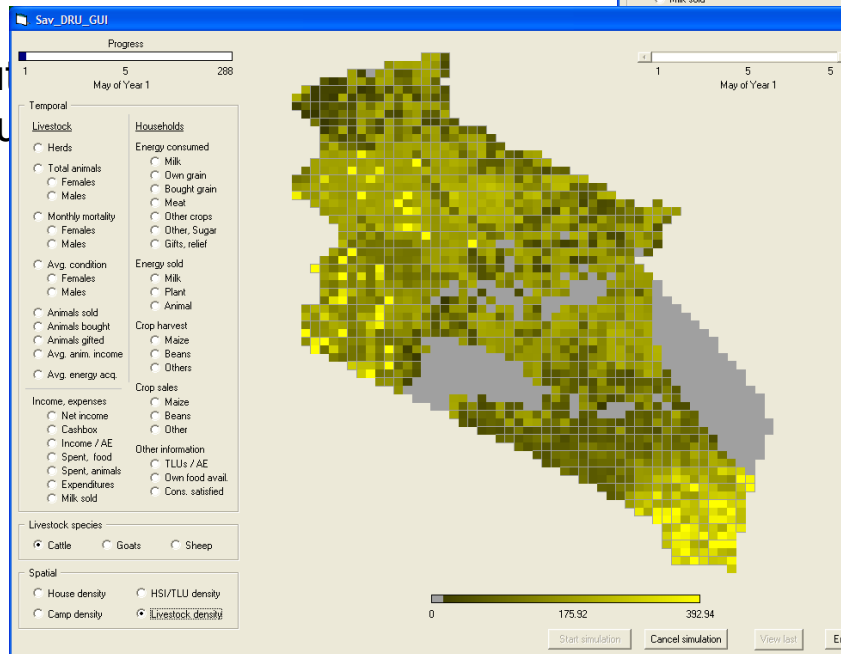 Milk sold
Sav_DRU_GUI
Progress
1 5 288
May of Year 1
1 5 5
May of Year 1
Temporal
Livestock
Herds
Total animals
Females
Males
Monthly mortality
Females
Males
Avg. condition
Females
Males
Animals sold
Animals bought
Animals gifted
Avg. anim. income
Avg. energy acq.
Income, expenses
Net income
Cashbox
Income / AE
Spent, food
Spent, animals
Expenditures
Milk sold
Households
Energy consumed
Milk
Own grain
Bought grain
Meat
Other crops
Other, Sugar
Gifts, relief
Energy sold
Milk
Plant
Animal
Crop harvest
Maize
Beans
Others
Crop sales
Maize
Beans
Other
Other information
TLUs / AE
Own food avail.
Cons. satisfied
Livestock species
Cattle Goats Sheep
Spatial
House density HSI/TLU density
Camp density Livestock density
0 175.92 392.94
Start simulation Cancel simulation View last